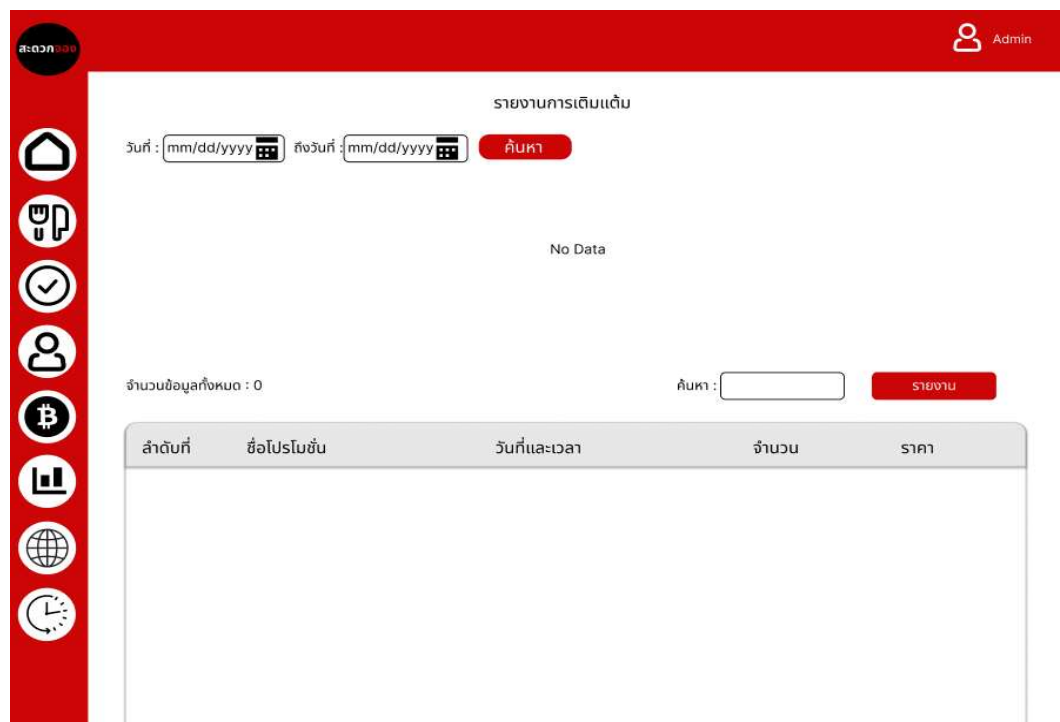 สะดวกจอง
Admin
รายงานการเติมแต้ม
วันที่ : mm/dd/yyyy ถึงวันที่ : mm/dd/yyyy ค้นหา
No Data
จำนวนข้อมูลทั้งหมด : 0 ค้นหา : รายงาน
ลำดับที่ ชื่อโปรโมชั่น วันที่และเวลา จำนวน ราคา